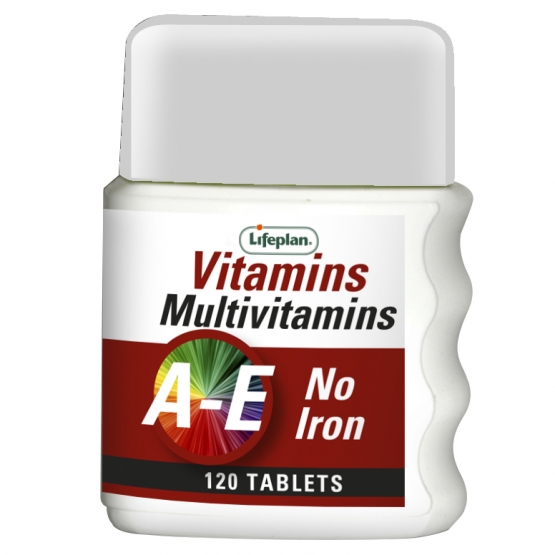 Lifeplan®
Vitamins
Multivitamins
A-E
No
Iron
120 TABLETS